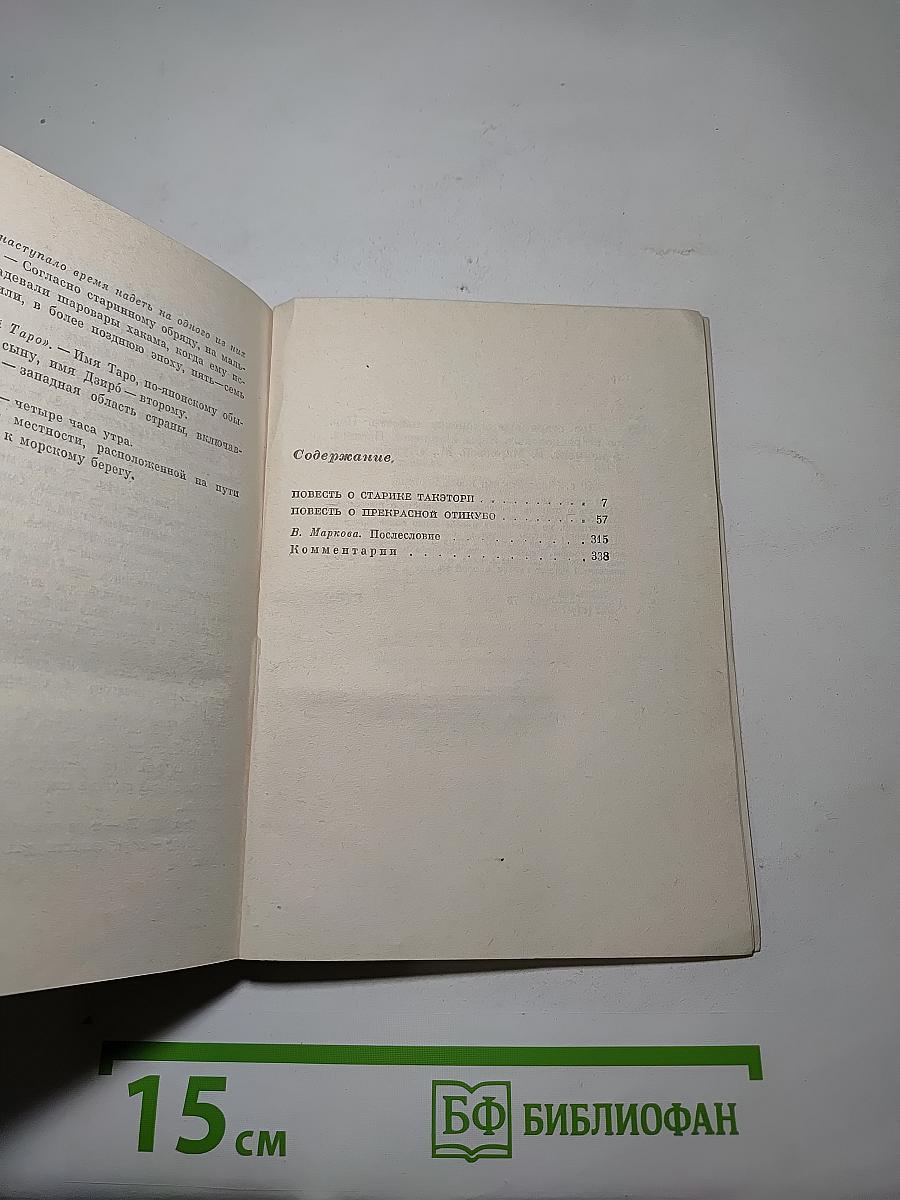 наступало время надеть на одного из них
— Согласно старинному обряду, на маль-
адевали шаровары хакама, когда ему ис-
или, в более позднюю эпоху, пять—семь
Таро». — Имя Таро, по-японскому обы-
сыну, имя Дзиро́ — второму.
— западная область страны, включав-
— четыре часа утра.
местности, расположенной на пути
к морскому берегу.
Содержание
ПОВЕСТЬ О СТАРИКЕ ТАКЭТОРИ . . . . . . . . . . 7
ПОВЕСТЬ О ПРЕКРАСНОЙ ОТИКУБО . . . . . . . . 57
В. Маркова. Послесловие . . . . . . . . . . . . 315
Комментарии . . . . . . . . . . . . . . . . 338
15 см
БФ БИБЛИОФАН